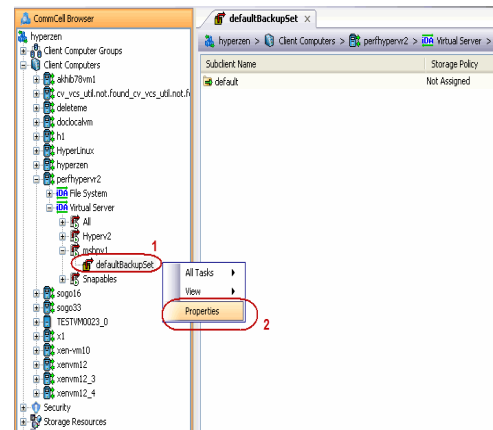 CommCell Browser
hyperzen
Client Computer Groups
Client Computers
akhib78vm1
cv_vcs_util.not.found_cv_vcs_util.not.f
deleteme
doclocalvm
h1
HyperLinux
hyperzen
perfhypervr2
iDA File System
iDA Virtual Server
All
Hyperv2
mshpv1
defaultBackupSet
Snapables
sogo16
sogo33
TESTVM0023_0
x1
xen-vm10
xenvm12
xenvm12_3
xenvm12_4
Security
Storage Resources
1
All Tasks
View
Properties
2
defaultBackupSet ×
hyperzen > Client Computers > perfhypervr2 > iDA Virtual Server >
Subclient Name Storage Policy
default Not Assigned